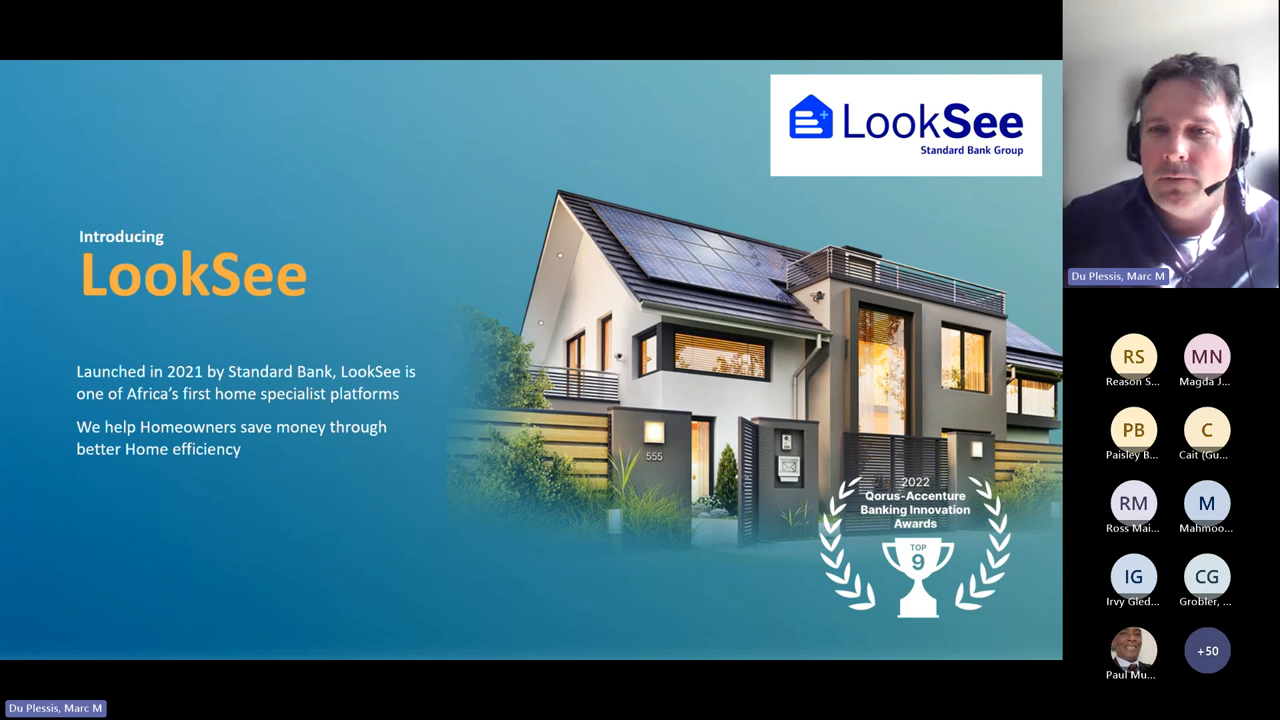 LookSee
Standard Bank Group
Introducing
LookSee
Launched in 2021 by Standard Bank, LookSee is
one of Africa's first home specialist platforms
We help Homeowners save money through
better Home efficiency
555
2022
Qorus-Accenture
Banking Innovation
Awards
TOP
9
Du Plessis, Marc M
RS
MN
Reason S...
Magda J...
PB
C
Paisley B...
Cait (Gu...
RM
M
Ross Mai...
Mahmoo...
IG
CG
Irvy Gled...
Grobler, ...
+50
Paul Mu...
Du Plessis, Marc M